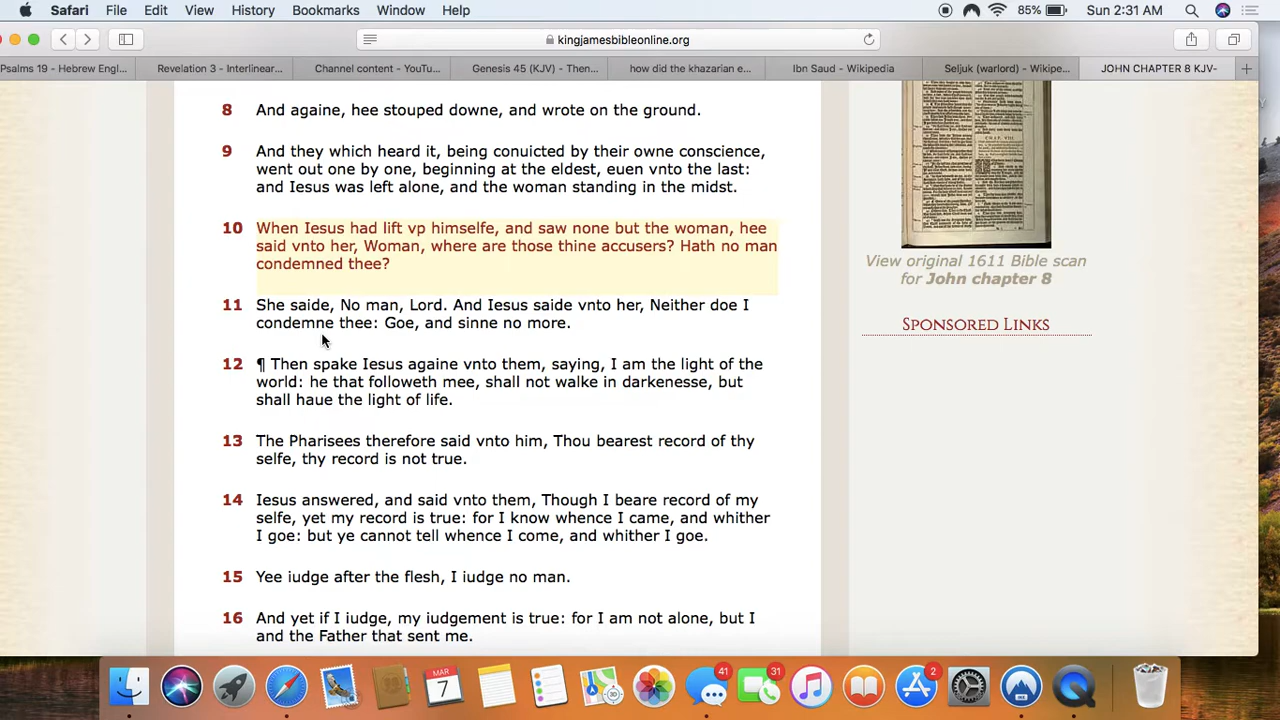 Safari File Edit View History Bookmarks Window Help 85% Sun 2:31 AM
kingjamesbibleonline.org
Psalms 19 - Hebrew Engl... Revelation 3 - Interlinear... Channel content - YouTu... Genesis 45 (KJV) - Then... how did the khazarian e... Ibn Saud - Wikipedia Seljuk (warlord) - Wikipe... JOHN CHAPTER 8 KJV-
8 And againe, hee stouped downe, and wrote on the ground.
9 And they which heard it, being conuicted by their owne conscience,
went out one by one, beginning at the eldest, euen vnto the last:
and Iesus was left alone, and the woman standing in the midst.
10 When Iesus had lift vp himselfe, and saw none but the woman, hee
said vnto her, Woman, where are those thine accusers? Hath no man
condemned thee?
11 She saide, No man, Lord. And Iesus saide vnto her, Neither doe I
condemne thee: Goe, and sinne no more.
12 ¶ Then spake Iesus againe vnto them, saying, I am the light of the
world: he that followeth mee, shall not walke in darkenesse, but
shall haue the light of life.
13 The Pharisees therefore said vnto him, Thou bearest record of thy
selfe, thy record is not true.
14 Iesus answered, and said vnto them, Though I beare record of my
selfe, yet my record is true: for I know whence I came, and whither
I goe: but ye cannot tell whence I come, and whither I goe.
15 Yee iudge after the flesh, I iudge no man.
16 And yet if I iudge, my iudgement is true: for I am not alone, but I
and the Father that sent me.
View original 1611 Bible scan
for John chapter 8
Sponsored Links
MAR
7
41
31
2